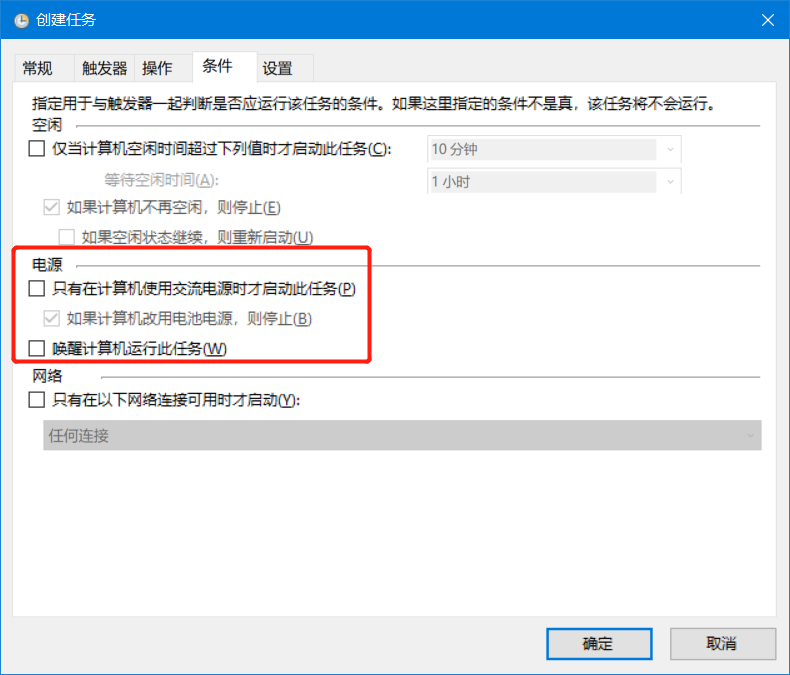 创建任务
常规 触发器 操作 条件 设置
指定用于与触发器一起判断是否应运行该任务的条件。如果这里指定的条件不是真，该任务将不会运行。
空闲
仅当计算机空闲时间超过下列值时才启动此任务(C): 10 分钟
等待空闲时间(A): 1 小时
如果计算机不再空闲，则停止(E)
如果空闲状态继续，则重新启动(U)
电源
只有在计算机使用交流电源时才启动此任务(P)
如果计算机改用电池电源，则停止(B)
唤醒计算机运行此任务(W)
网络
只有在以下网络连接可用时才启动(Y):
任何连接
确定 取消